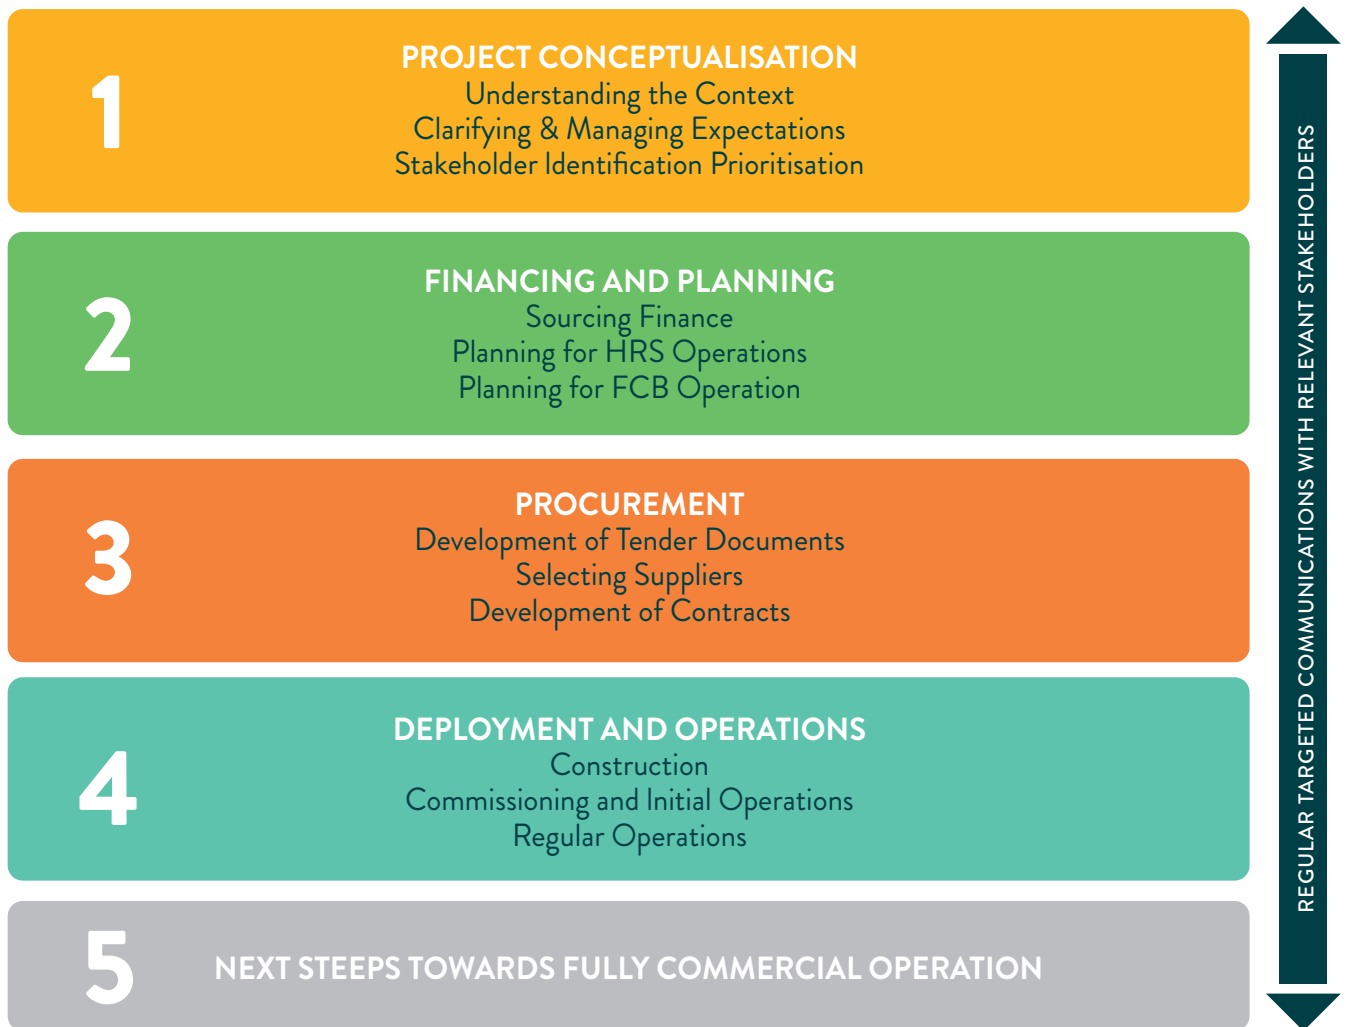 1
PROJECT CONCEPTUALISATION
Understanding the Context
Clarifying & Managing Expectations
Stakeholder Identification Prioritisation
2
FINANCING AND PLANNING
Sourcing Finance
Planning for HRS Operations
Planning for FCB Operation
3
PROCUREMENT
Development of Tender Documents
Selecting Suppliers
Development of Contracts
4
DEPLOYMENT AND OPERATIONS
Construction
Commissioning and Initial Operations
Regular Operations
5
NEXT STEEPS TOWARDS FULLY COMMERCIAL OPERATION
REGULAR TARGETED COMMUNICATIONS WITH RELEVANT STAKEHOLDERS